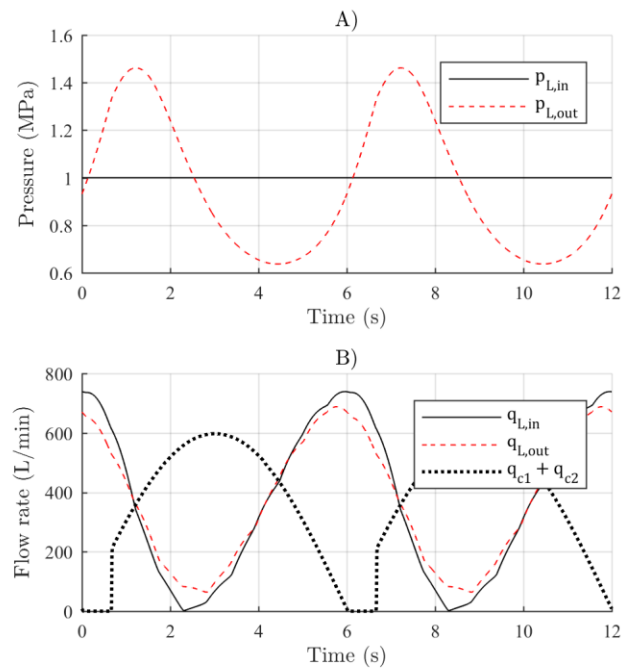 A)
Pressure (MPa)
1.6
1.4
1.2
1
0.8
0.6
p_L,in
p_L,out
0 2 4 6 8 10 12
Time (s)
B)
Flow rate (L/min)
800
600
400
200
0
q_L,in
q_L,out
q_c1 + q_c2
0 2 4 6 8 10 12
Time (s)